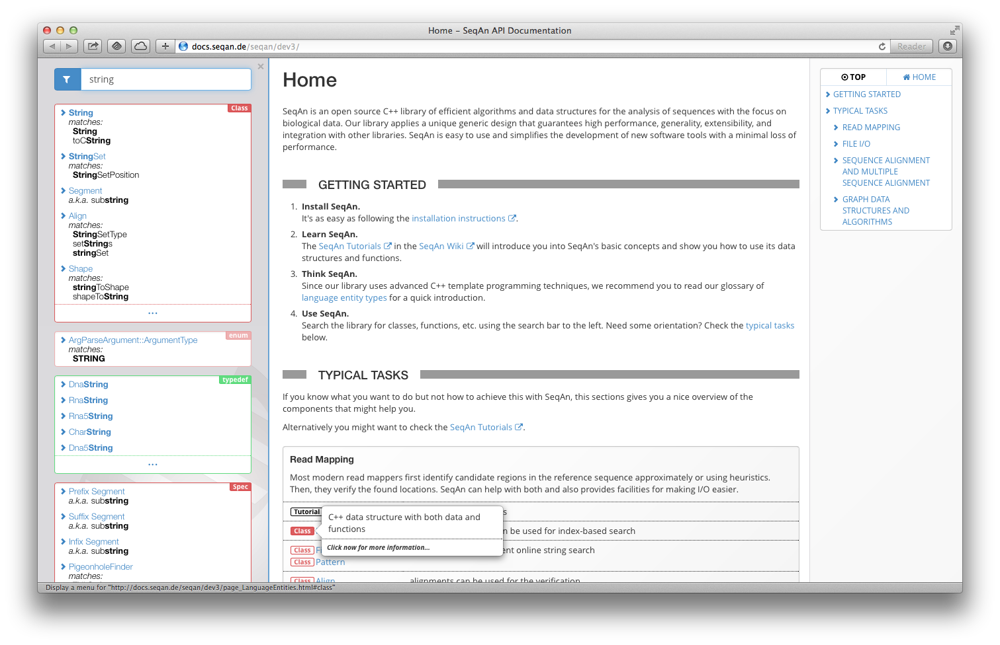 Home – SeqAn API Documentation
docs.seqan.de/seqan/dev3/
Reader
string
Class
String
matches:
String
toCString
StringSet
matches:
StringSetPosition
Segment
a.k.a. substring
Align
matches:
StringSetType
setStrings
stringSet
Shape
matches:
stringToShape
shapeToString
...
enum
ArgParseArgument::ArgumentType
matches:
STRING
typedef
DnaString
RnaString
Rna5String
CharString
Dna5String
...
Spec
Prefix Segment
a.k.a. substring
Suffix Segment
a.k.a. substring
Infix Segment
a.k.a. substring
PigeonholeFinder
matches:
Home
SeqAn is an open source C++ library of efficient algorithms and data structures for the analysis of sequences with the focus on
biological data. Our library applies a unique generic design that guarantees high performance, generality, extensibility, and
integration with other libraries. SeqAn is easy to use and simplifies the development of new software tools with a minimal loss of
performance.
GETTING STARTED
1. Install SeqAn.
It's as easy as following the installation instructions.
2. Learn SeqAn.
The SeqAn Tutorials in the SeqAn Wiki will introduce you into SeqAn's basic concepts and show you how to use its data
structures and functions.
3. Think SeqAn.
Since our library uses advanced C++ template programming techniques, we recommend you to read our glossary of
language entity types for a quick introduction.
4. Use SeqAn.
Search the library for classes, functions, etc. using the search bar to the left. Need some orientation? Check the typical tasks
below.
TYPICAL TASKS
If you know what you want to do but not how to achieve this with SeqAn, this sections gives you a nice overview of the
components that might help you.
Alternatively you might want to check the SeqAn Tutorials.
Read Mapping
Most modern read mappers first identify candidate regions in the reference sequence approximately or using heuristics.
Then, they verify the found locations. SeqAn can help with both and also provides facilities for making I/O easier.
Tutorial
C++ data structure with both data and
functions
Click now for more information...
Class be used for index-based search
Class online string search
Class Pattern
Class Align alignments can be used for the verification
TOP
HOME
GETTING STARTED
TYPICAL TASKS
READ MAPPING
FILE I/O
SEQUENCE ALIGNMENT
AND MULTIPLE
SEQUENCE ALIGNMENT
GRAPH DATA
STRUCTURES AND
ALGORITHMS
Display a menu for "http://docs.seqan.de/seqan/dev3/page_LanguageEntities.html#class"